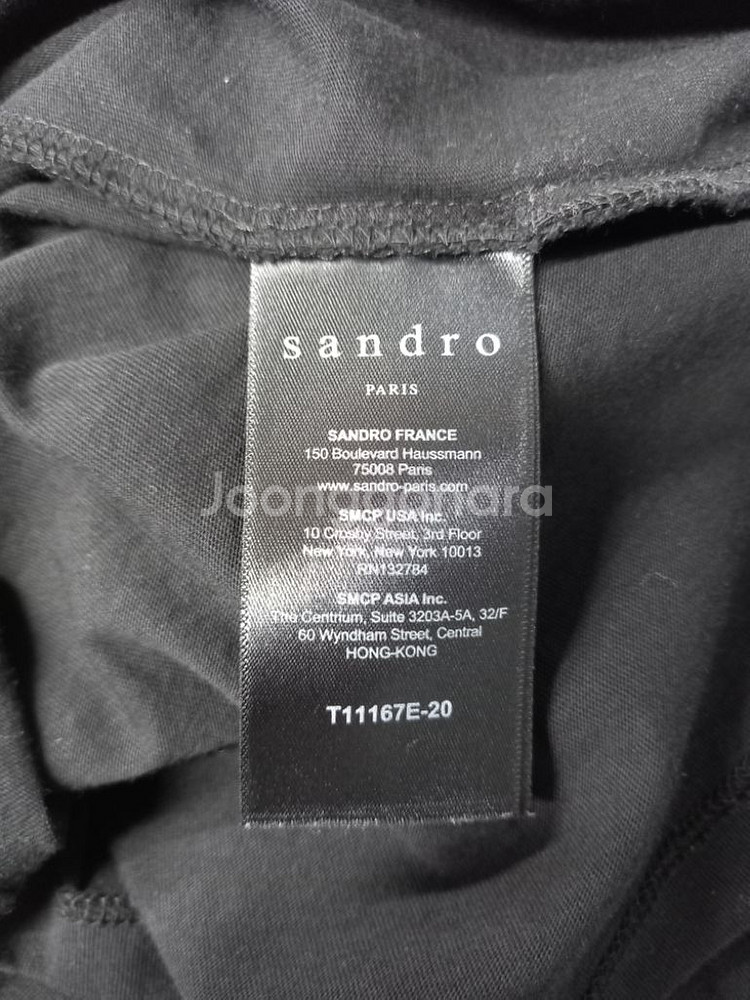 sandro
PARIS
SANDRO FRANCE
150 Boulevard Haussmann
75008 Paris
www.sandro-paris.com
Joongonara
SMCP USA Inc.
10 Crosby Street, 3rd Floor
New York, New York 10013
RN132784
SMCP ASIA Inc.
The Centrium, Suite 3203A-5A, 32/F
60 Wyndham Street, Central
HONG-KONG
T11167E-20